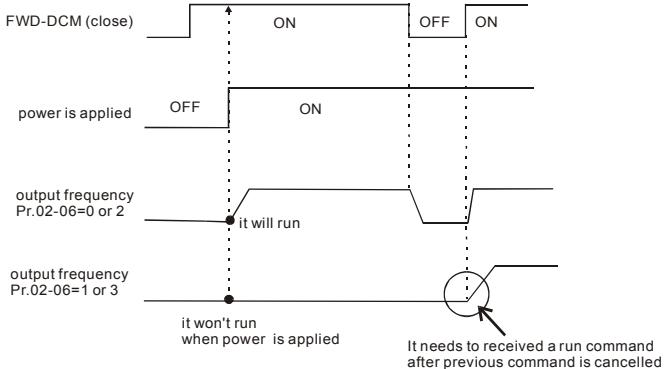 FWD-DCM (close)
ON
OFF
ON
power is applied
OFF
ON
output frequency
Pr.02-06=0 or 2
it will run
output frequency
Pr.02-06=1 or 3
it won't run
when power is applied
It needs to received a run command
after previous command is cancelled